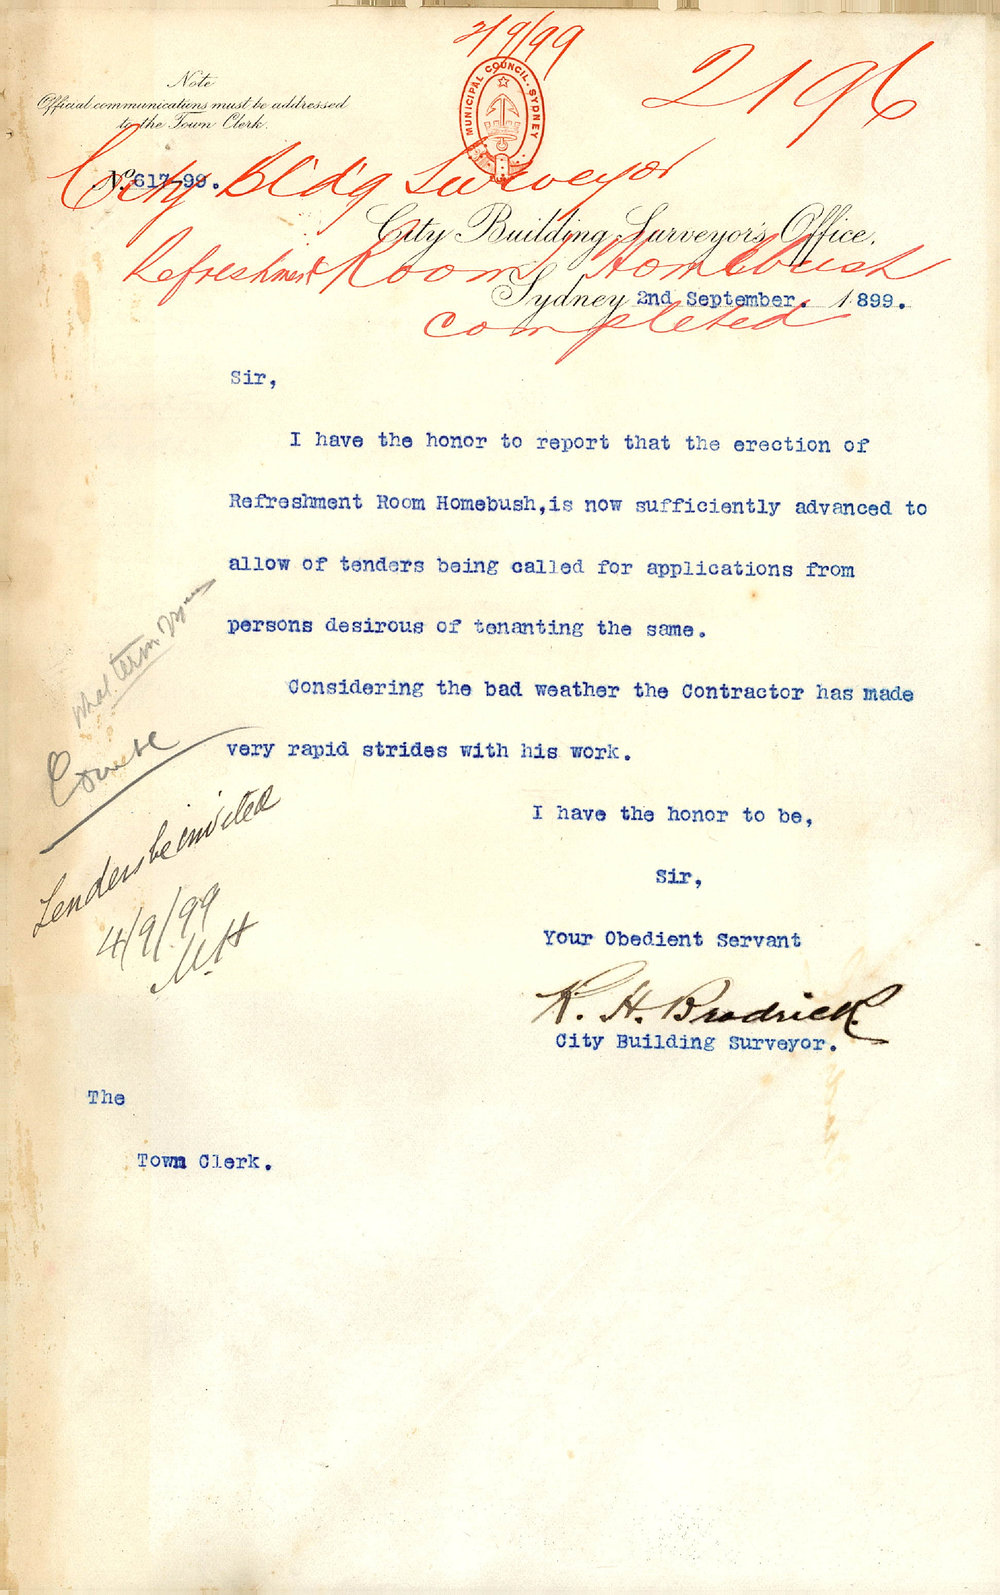 2/9/99
2196
Note
Official communications must be addressed
to the Town Clerk.
MUNICIPAL COUNCIL. SYDNEY
No. 617-99.
City Bldg Surveyor
City Building Surveyor's Office,
Refreshment Room Homebush
Sydney 2nd September. 1899.
completed
Sir,
I have the honor to report that the erection of
Refreshment Room Homebush,is now sufficiently advanced to
allow of tenders being called for applications from
persons desirous of tenanting the same.
Considering the bad weather the Contractor has made
very rapid strides with his work.
What term
Tenders be invited
4/9/99
I have the honor to be,
Sir,
Your Obedient Servant
R. H. Brodrick
City Building Surveyor.
The
Town Clerk.